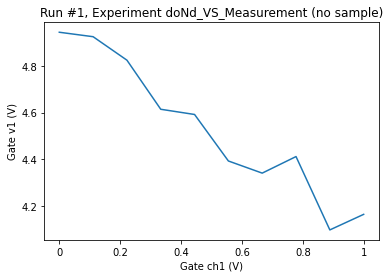 Run #1, Experiment doNd_VS_Measurement (no sample)
4.8
4.6
4.4
4.2
Gate v1 (V)
0 0.2 0.4 0.6 0.8 1
Gate ch1 (V)